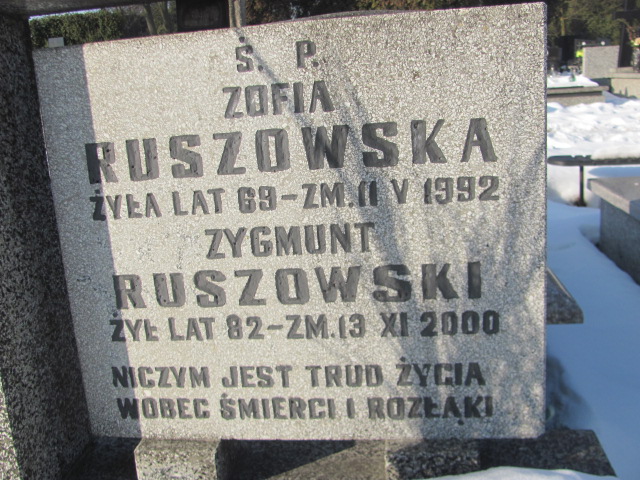 Ś. P.
ZOFIA
RUSZOWSKA
ŻYŁA LAT 69-ZM. 11 V 1992
ZYGMUNT
RUSZOWSKI
ŻYŁ LAT 82-ZM. 13 XI 2000
NICZYM JEST TRUD ŻYCIA
WOBEC ŚMIERCI I ROZŁĄKI